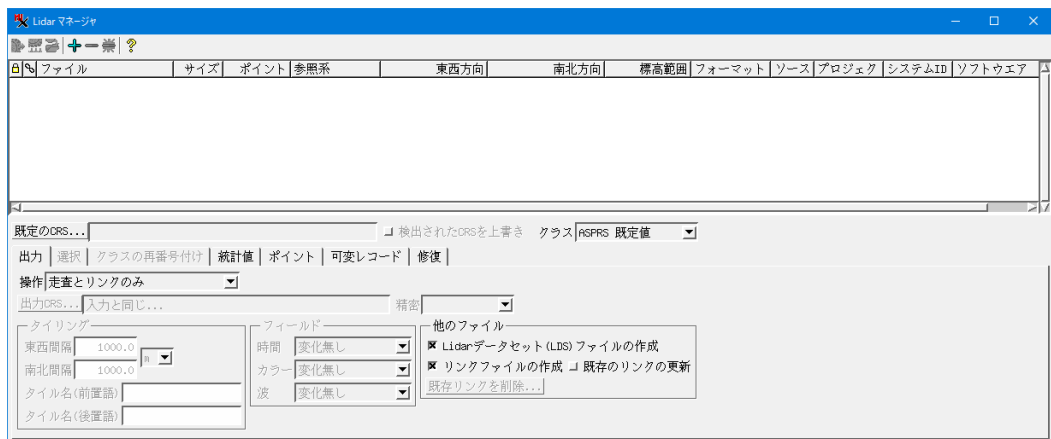 Lidar マネージャ
ファイル サイズ ポイント 参照系 東西方向 南北方向 標高範囲 フォーマット ソース プロジェク システムID ソフトウエア
既定のCRS... 検出されたCRSを上書き クラス ASPRS 既定値
出力 選択 クラスの再番号付け 統計値 ポイント 可変レコード 修復
操作 走査とリンクのみ
出力CRS... 入力と同じ... 精密
タイリング フィールド 他のファイル
東西間隔 1000.0 m 時間 変化無し Lidarデータセット(LDS)ファイルの作成
南北間隔 1000.0 カラー 変化無し リンクファイルの作成 既存のリンクの更新
タイル名(前置語) 波 変化無し 既存リンクを削除...
タイル名(後置語)